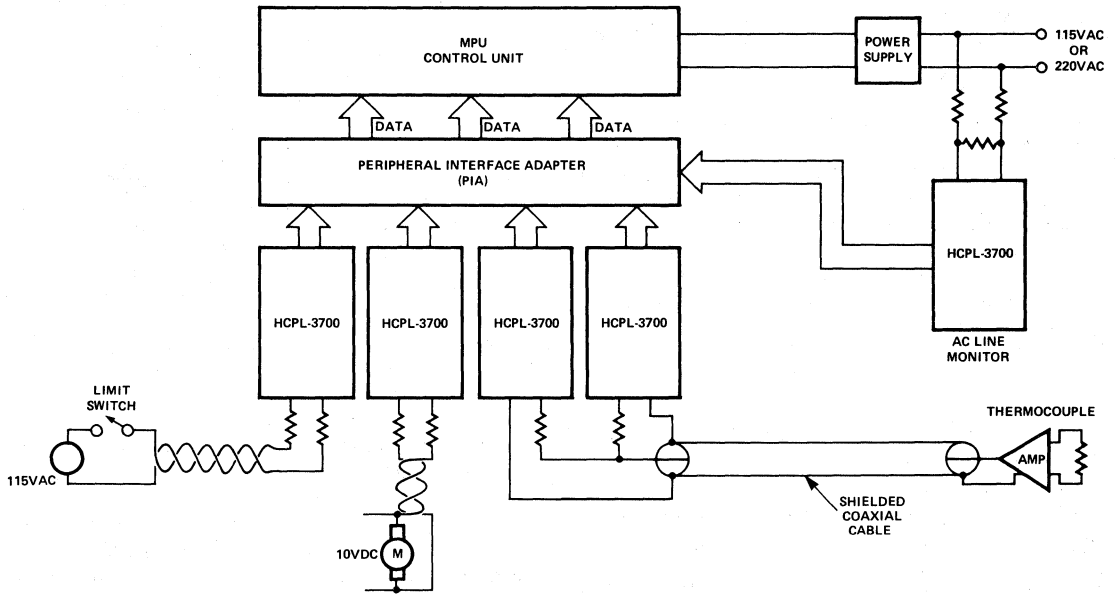 MPU
CONTROL UNIT
POWER
SUPPLY
115VAC
OR
220VAC
DATA
DATA
DATA
PERIPHERAL INTERFACE ADAPTER
(PIA)
HCPL-3700
HCPL-3700
HCPL-3700
HCPL-3700
HCPL-3700
AC LINE
MONITOR
LIMIT
SWITCH
115VAC
THERMOCOUPLE
AMP
SHIELDED
COAXIAL
CABLE
10VDC
M